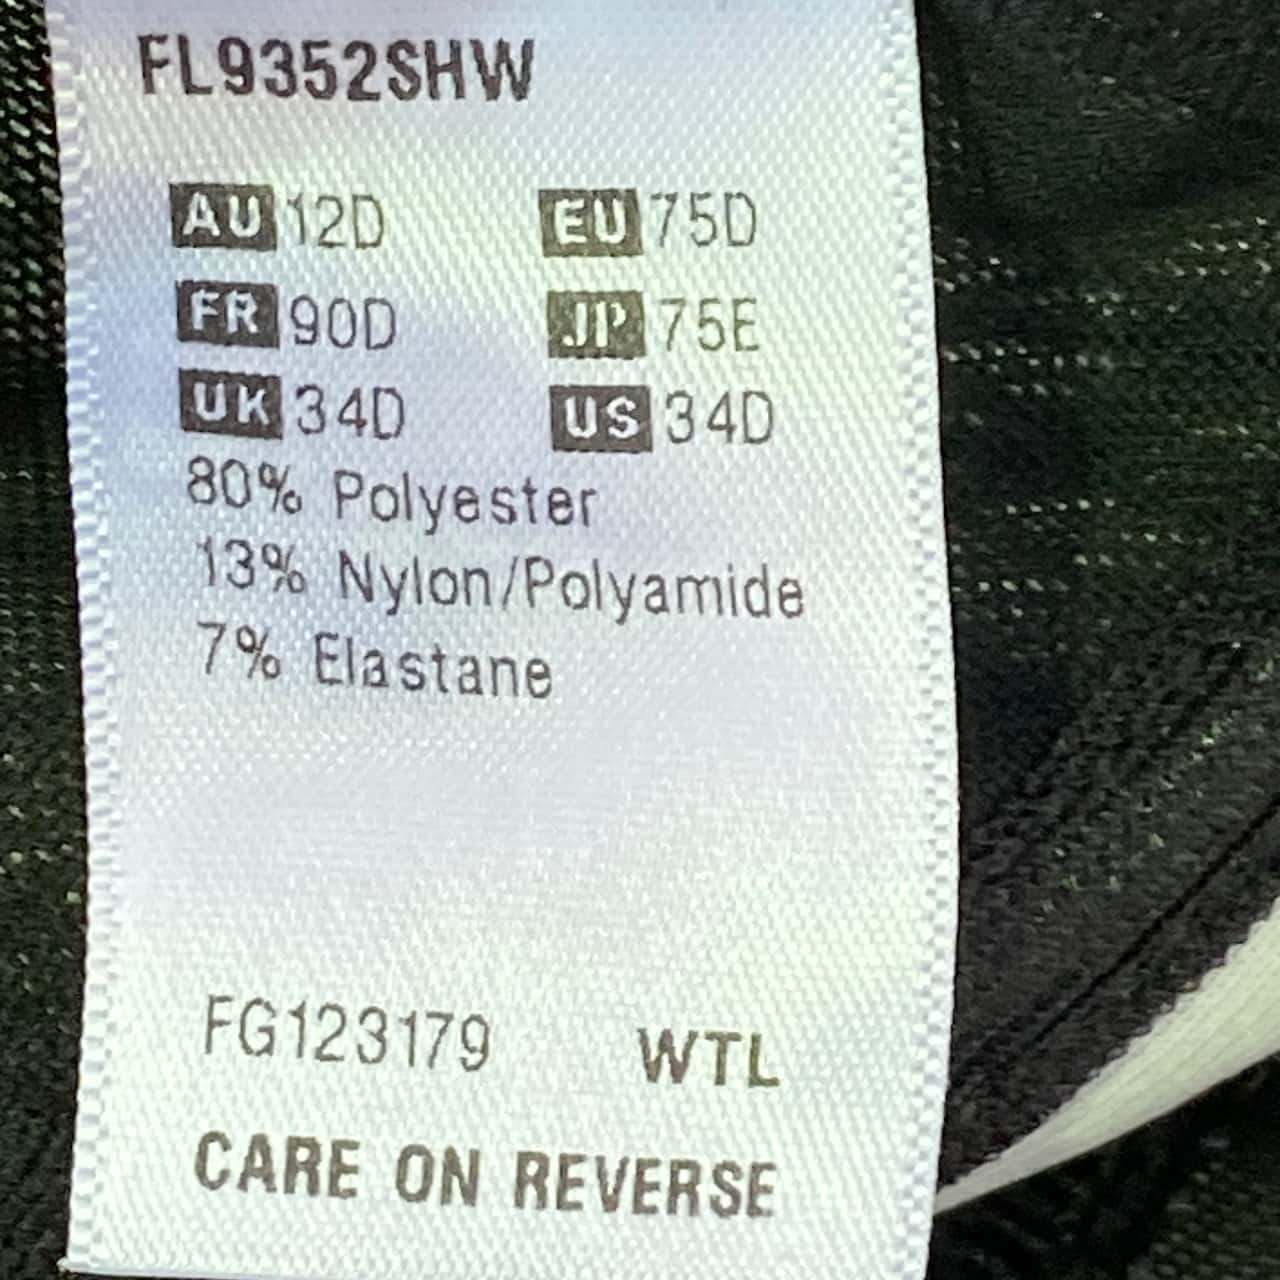 FL9352SHW
AU 12D EU 75D
FR 90D JP 75E
UK 34D US 34D
80% Polyester
13% Nylon/Polyamide
7% Elastane
FG123179 WTL
CARE ON REVERSE